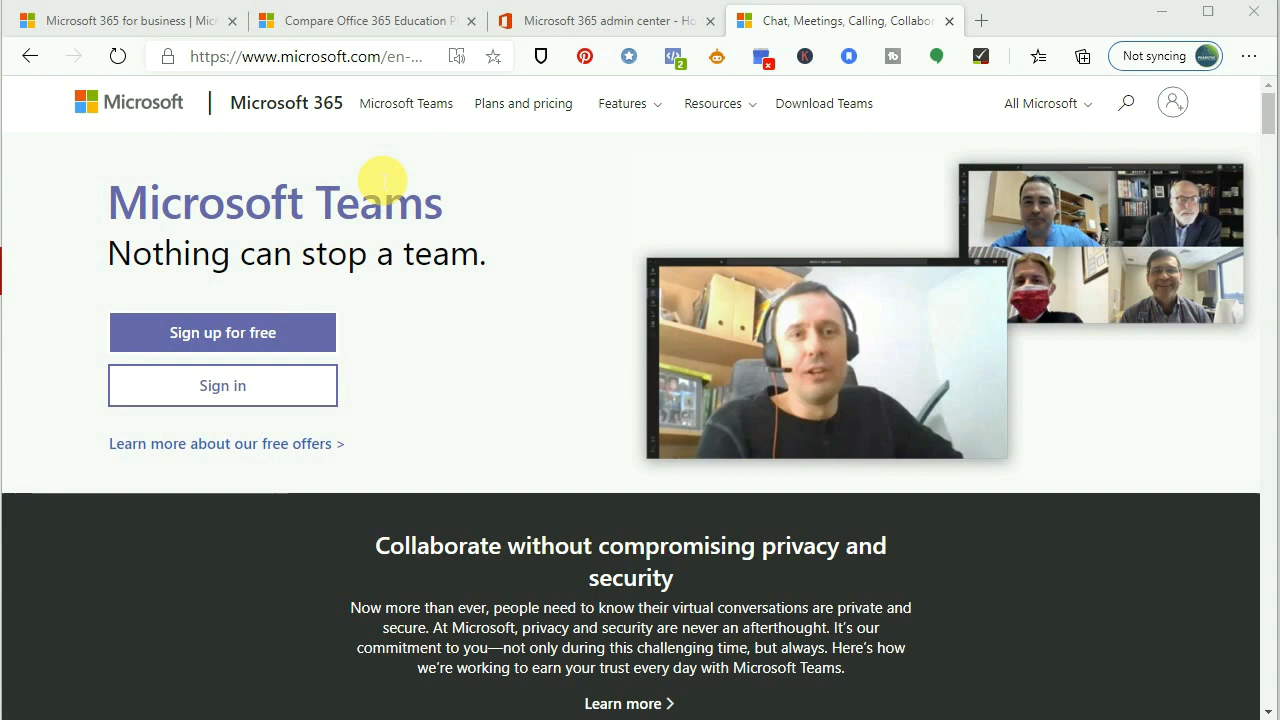 Microsoft 365 for business | Mic
Compare Office 365 Education P
Microsoft 365 admin center - Ho
Chat, Meetings, Calling, Collabor
https://www.microsoft.com/en-...
2
K
tb
Not syncing
Microsoft
Microsoft 365
Microsoft Teams
Plans and pricing
Features
Resources
Download Teams
All Microsoft
Microsoft Teams
Nothing can stop a team.
Sign up for free
Sign in
Learn more about our free offers >
Collaborate without compromising privacy and
security
Now more than ever, people need to know their virtual conversations are private and
secure. At Microsoft, privacy and security are never an afterthought. It's our
commitment to you—not only during this challenging time, but always. Here's how
we're working to earn your trust every day with Microsoft Teams.
Learn more >